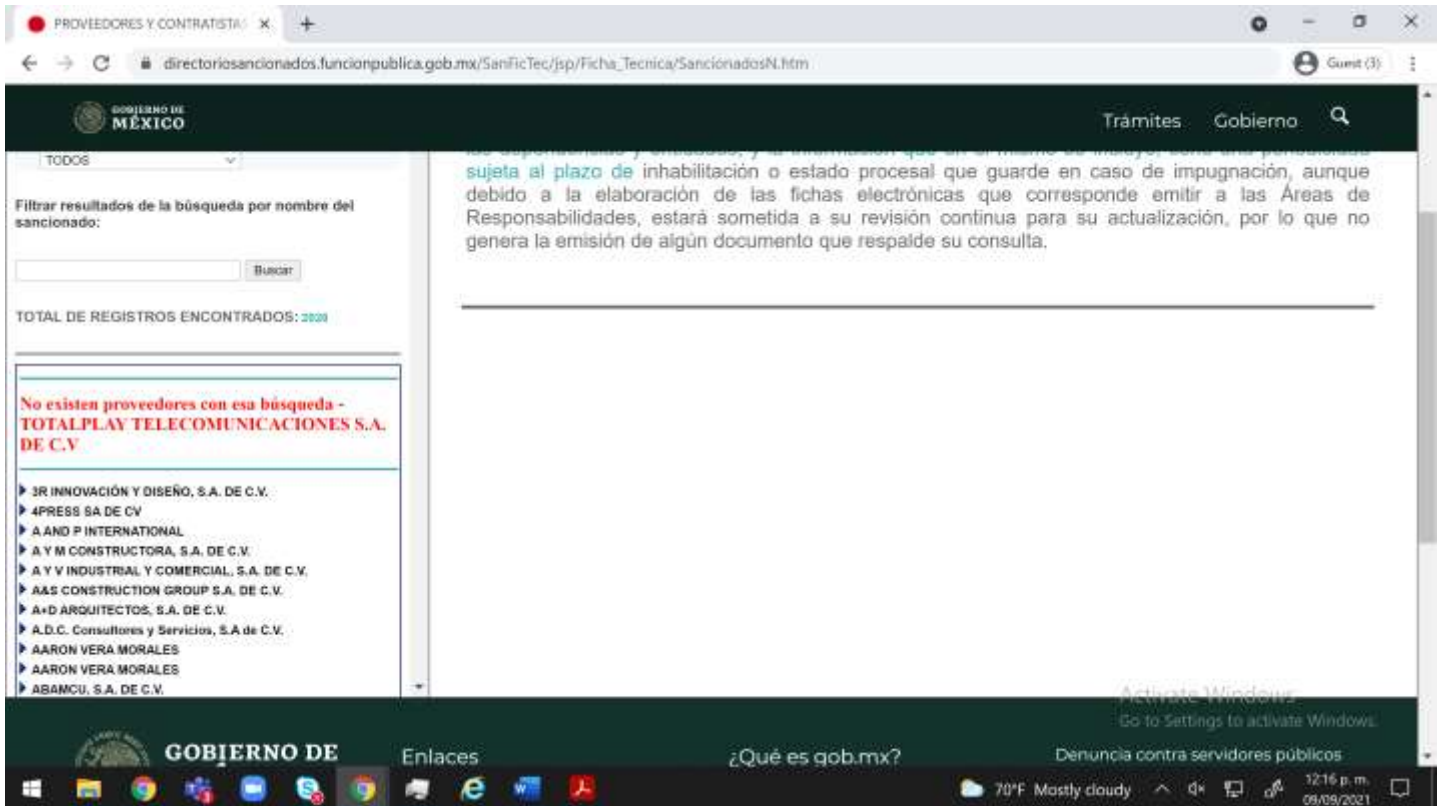 PROVEEDORES Y CONTRATISTA
directoriosancionados.funcionpublica.gob.mx/SanFicTec/jsp/Ficha_Tecnica/SancionadosN.htm
Guest (3)
GOBIERNO DE
MÉXICO
Trámites Gobierno
TODOS
Filtrar resultados de la búsqueda por nombre del
sancionado:
Buscar
TOTAL DE REGISTROS ENCONTRADOS: 2020
No existen proveedores con esa búsqueda -
TOTALPLAY TELECOMUNICACIONES S.A.
DE C.V
3R INNOVACIÓN Y DISEÑO, S.A. DE C.V.
4PRESS SA DE CV
A AND P INTERNATIONAL
A Y M CONSTRUCTORA, S.A. DE C.V.
A Y V INDUSTRIAL Y COMERCIAL, S.A. DE C.V.
A&S CONSTRUCTION GROUP S.A. DE C.V.
A+D ARQUITECTOS, S.A. DE C.V.
A.D.C. Consultores y Servicios, S.A de C.V.
AARON VERA MORALES
AARON VERA MORALES
ABAMCU, S.A. DE C.V.
sujeta al plazo de inhabilitación o estado procesal que guarde en caso de impugnación, aunque
debido a la elaboración de las fichas electrónicas que corresponde emitir a las Áreas de
Responsabilidades, estará sometida a su revisión continua para su actualización, por lo que no
genera la emisión de algún documento que respalde su consulta.
Activate Windows
Go to Settings to activate Windows.
GOBIERNO DE
Enlaces
¿Qué es gob.mx?
Denuncia contra servidores públicos
70°F Mostly cloudy
12:16 p. m.
09/09/2021